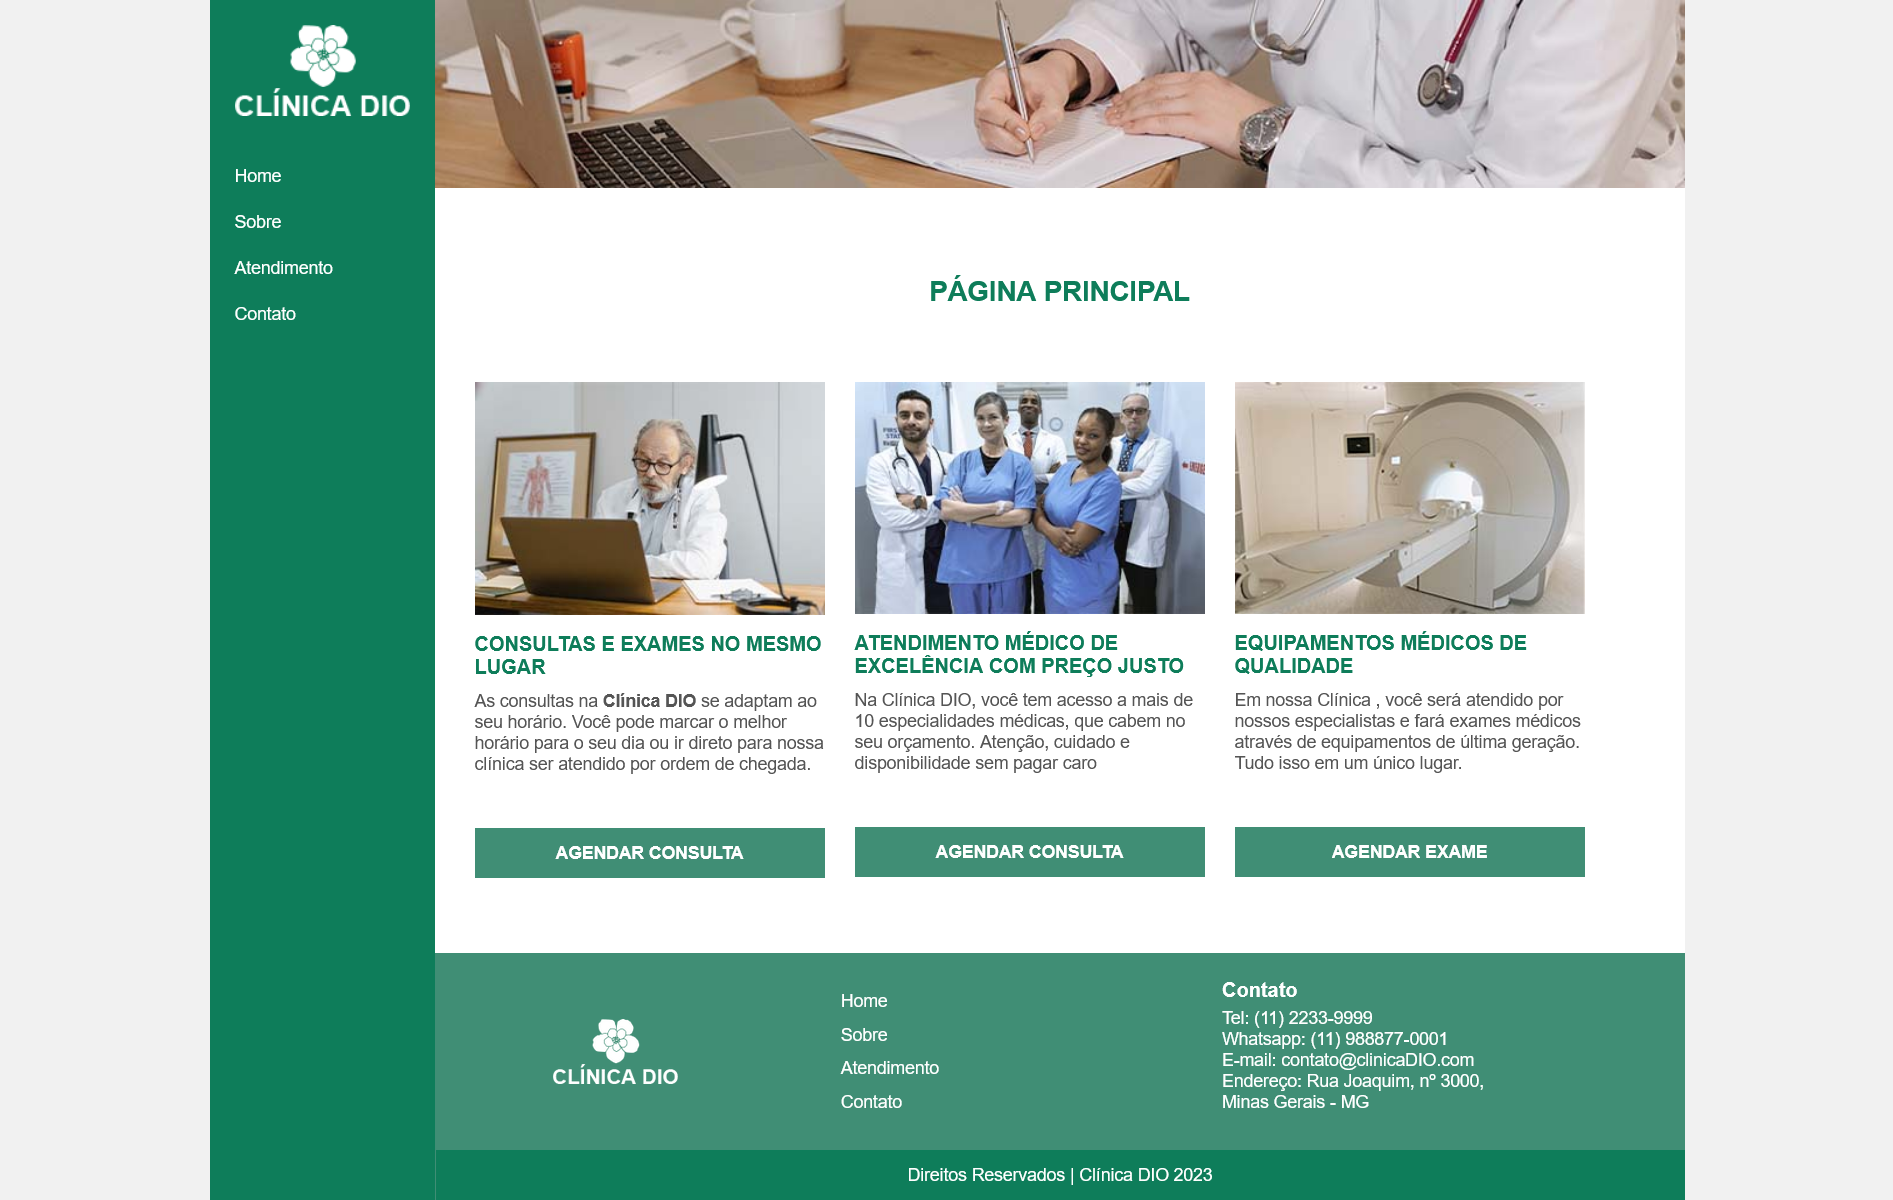 CLÍNICA DIO
Home
Sobre
Atendimento
Contato
PÁGINA PRINCIPAL
CONSULTAS E EXAMES NO MESMO
LUGAR
As consultas na Clínica DIO se adaptam ao
seu horário. Você pode marcar o melhor
horário para o seu dia ou ir direto para nossa
clínica ser atendido por ordem de chegada.
AGENDAR CONSULTA
ATENDIMENTO MÉDICO DE
EXCELÊNCIA COM PREÇO JUSTO
Na Clínica DIO, você tem acesso a mais de
10 especialidades médicas, que cabem no
seu orçamento. Atenção, cuidado e
disponibilidade sem pagar caro
AGENDAR CONSULTA
EQUIPAMENTOS MÉDICOS DE
QUALIDADE
Em nossa Clínica , você será atendido por
nossos especialistas e fará exames médicos
através de equipamentos de última geração.
Tudo isso em um único lugar.
AGENDAR EXAME
CLÍNICA DIO
Home
Sobre
Atendimento
Contato
Contato
Tel: (11) 2233-9999
Whatsapp: (11) 988877-0001
E-mail: contato@clinicaDIO.com
Endereço: Rua Joaquim, nº 3000,
Minas Gerais - MG
Direitos Reservados | Clínica DIO 2023